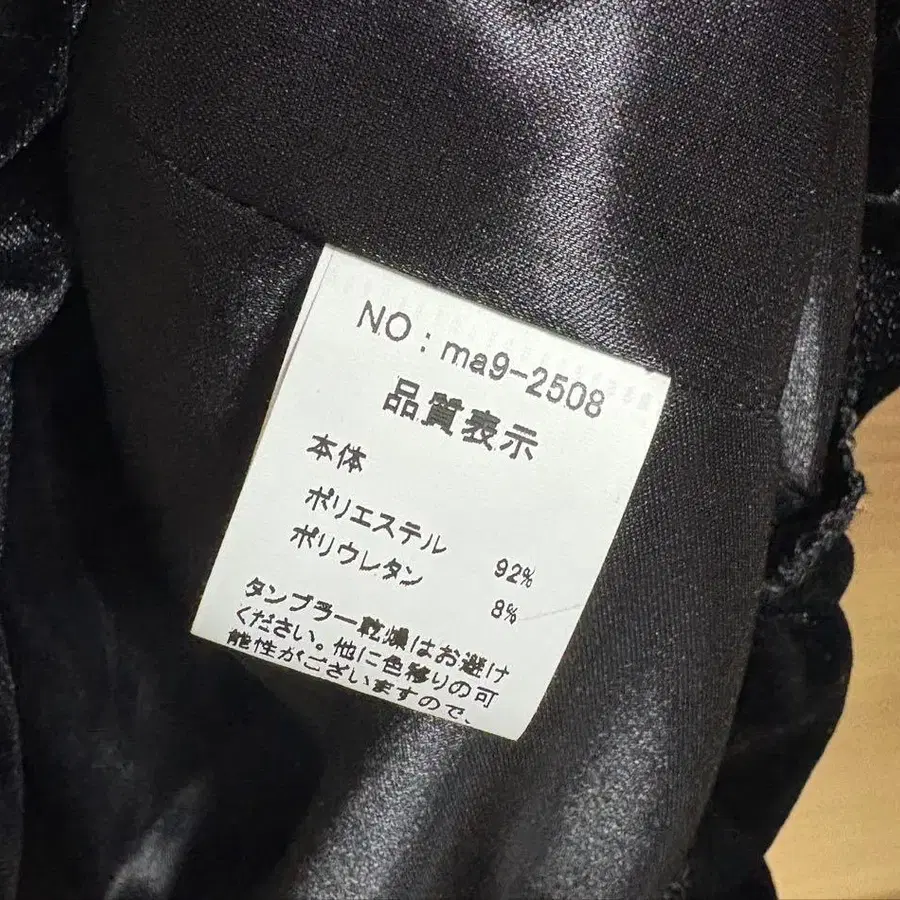 NO：ma9-2508
品質表示
本体
ポリエステル 92%
ポリウレタン 8%
タンブラー乾燥はお避け
ください。他に色移りの可
能性がございますので、